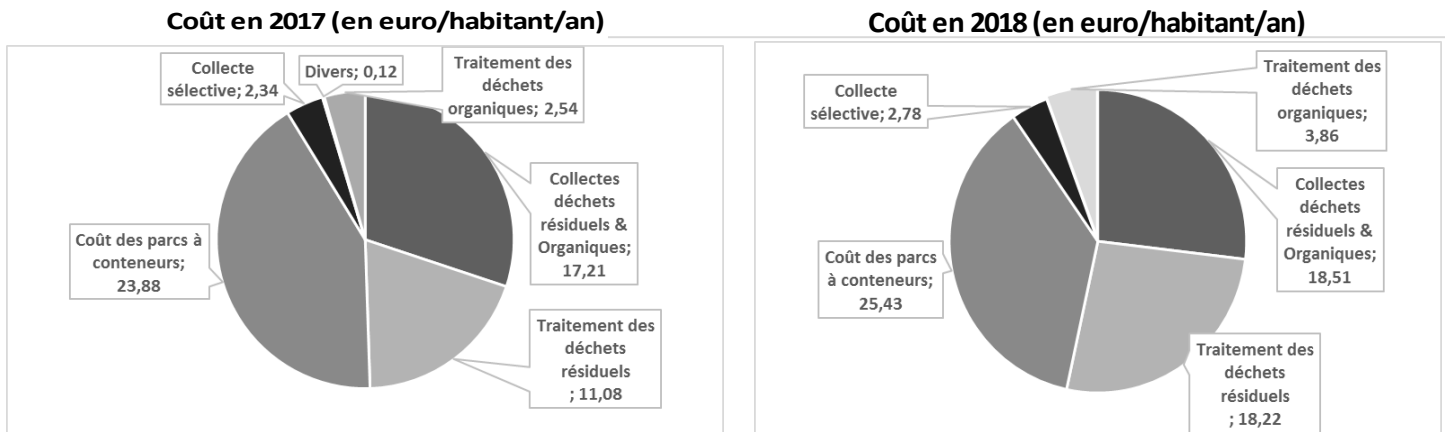 Coût en 2017 (en euro/habitant/an)
Collecte
sélective; 2,34
Divers; 0,12
Traitement des
déchets
organiques; 2,54
Collectes
déchets
résiduels &
Organiques;
17,21
Coût des parcs à
conteneurs;
23,88
Traitement des
déchets
résiduels
; 11,08
Coût en 2018 (en euro/habitant/an)
Collecte
sélective; 2,78
Traitement des
déchets
organiques;
3,86
Collectes
déchets
résiduels &
Organiques;
18,51
Coût des parcs
à conteneurs;
25,43
Traitement des
déchets
résiduels
; 18,22